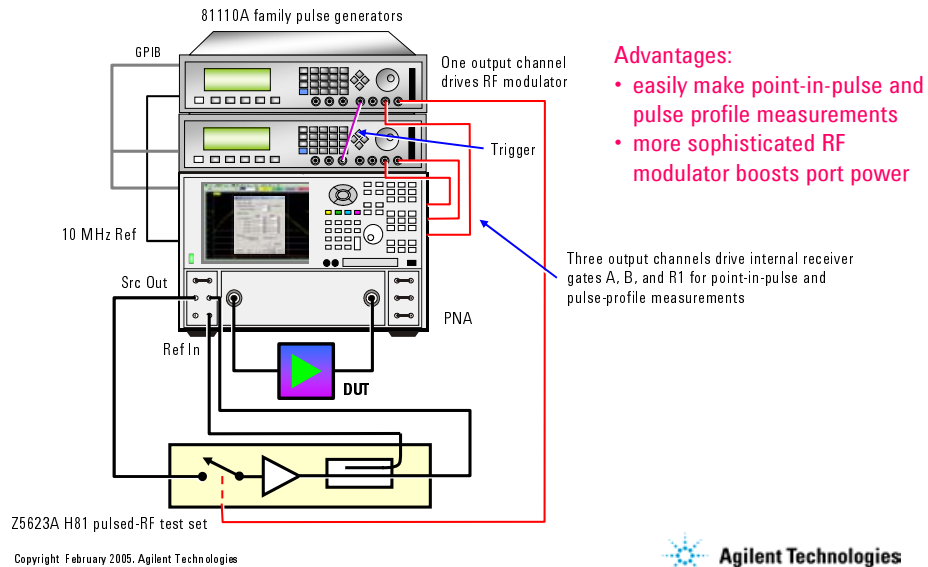 81110A family pulse generators
GPIB
One output channel
drives RF modulator
Advantages:
• easily make point-in-pulse and
pulse profile measurements
• more sophisticated RF
modulator boosts port power
Trigger
10 MHz Ref
Three output channels drive internal receiver
gates A, B, and R1 for point-in-pulse and
pulse-profile measurements
Src Out
PNA
Ref In
DUT
Z5623A H81 pulsed-RF test set
Copyright February 2005. Agilent Technologies
Agilent Technologies